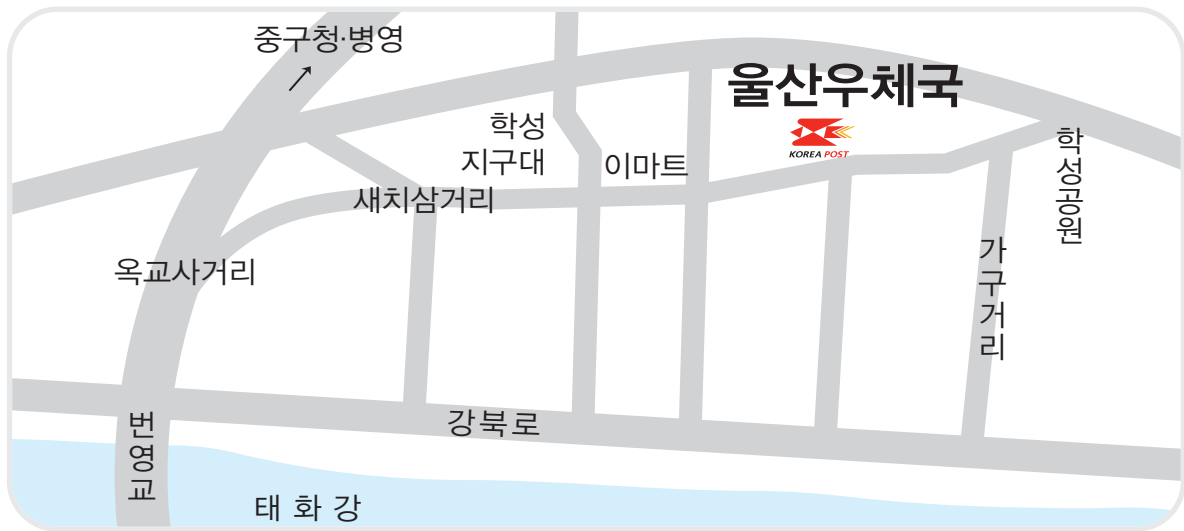 중구청·병영
울산우체국
KOREA POST
학성
지구대
이마트
학성공원
새치삼거리
옥교사거리
가구거리
강북로
번영교
태화강